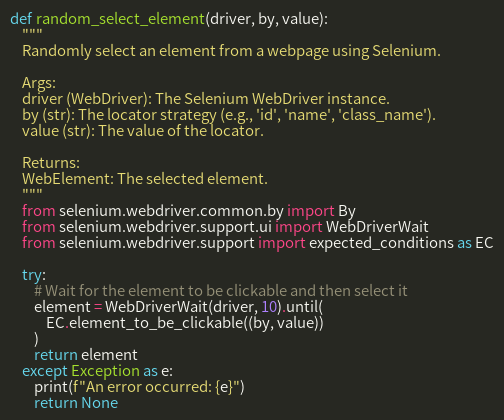 def random_select_element(driver, by, value):
    """
    Randomly select an element from a webpage using Selenium.

    Args:
    driver (WebDriver): The Selenium WebDriver instance.
    by (str): The locator strategy (e.g., 'id', 'name', 'class_name').
    value (str): The value of the locator.

    Returns:
    WebElement: The selected element.
    """
    from selenium.webdriver.common.by import By
    from selenium.webdriver.support.ui import WebDriverWait
    from selenium.webdriver.support import expected_conditions as EC

    try:
        # Wait for the element to be clickable and then select it
        element = WebDriverWait(driver, 10).until(
            EC.element_to_be_clickable((by, value))
        )
        return element
    except Exception as e:
        print(f"An error occurred: {e}")
        return None